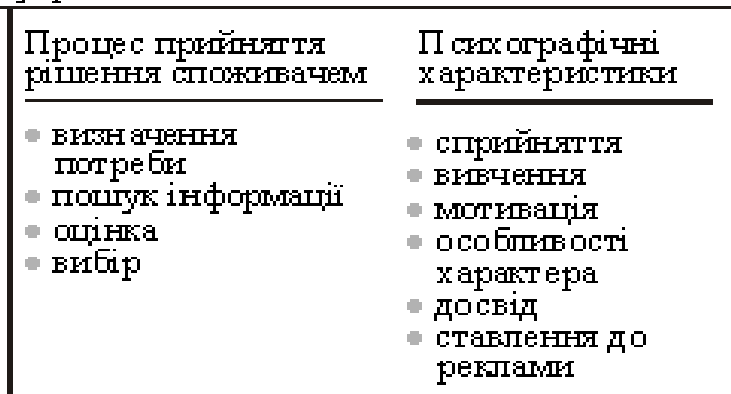 Процес прийняття
рішення споживачем
• визначення
потреби
• пошук інформації
• оцінка
• вибір
Психографічні
характеристики
• сприйняття
• вивчення
• мотивація
• особливості
характера
• досвід
• ставлення до
реклами